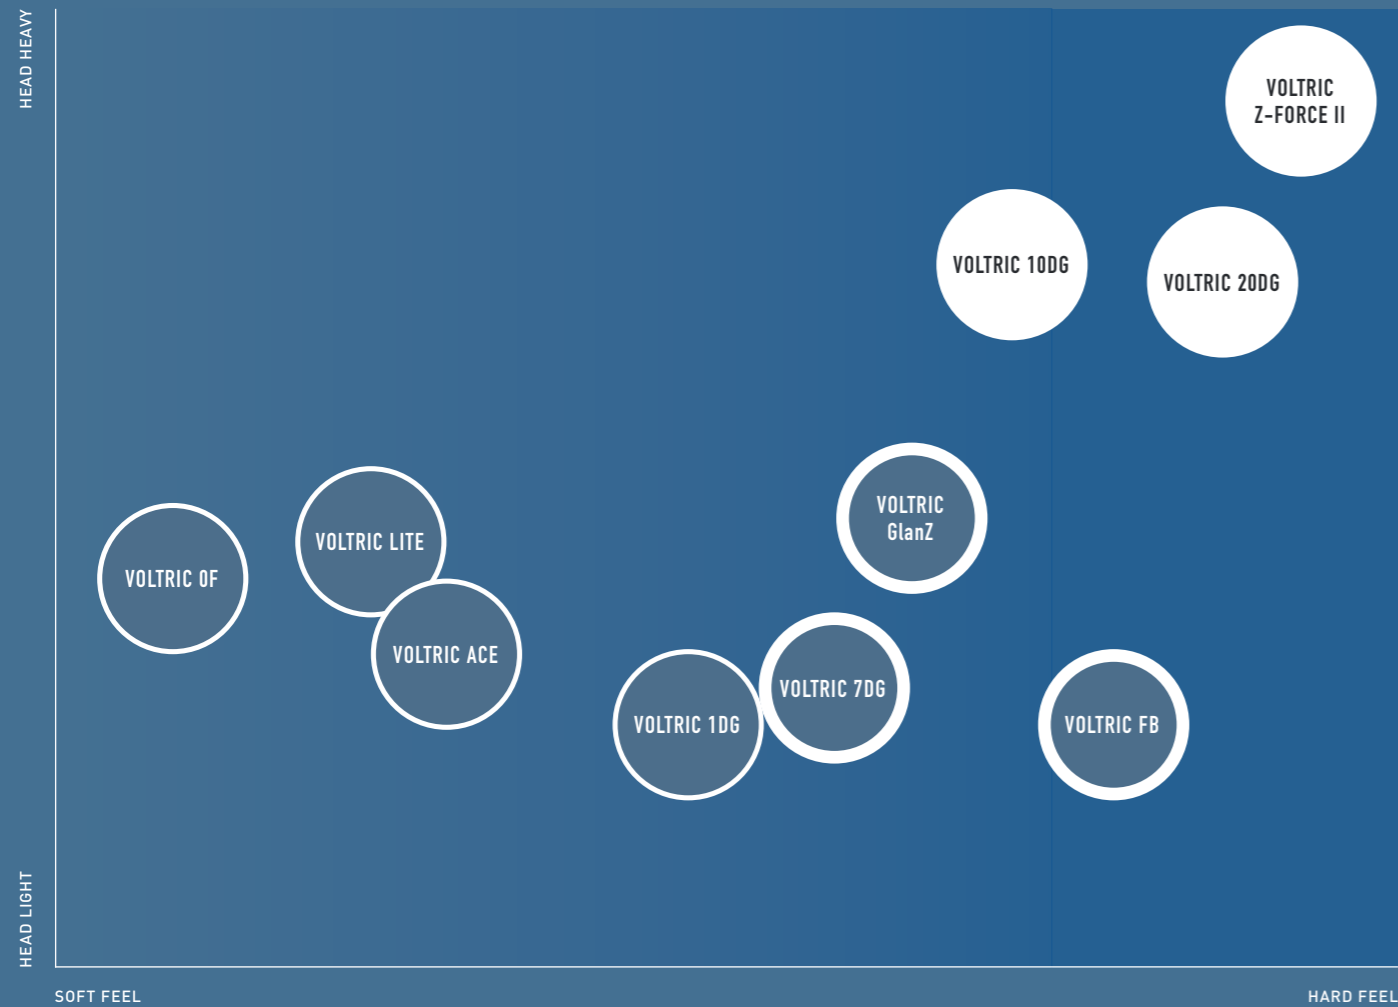 HEAD HEAVY
VOLTRIC
Z-FORCE II
VOLTRIC 10DG
VOLTRIC 20DG
VOLTRIC
GlanZ
VOLTRIC LITE
VOLTRIC 0F
VOLTRIC ACE
VOLTRIC 7DG
VOLTRIC 1DG
VOLTRIC FB
HEAD LIGHT
SOFT FEEL
HARD FEEL